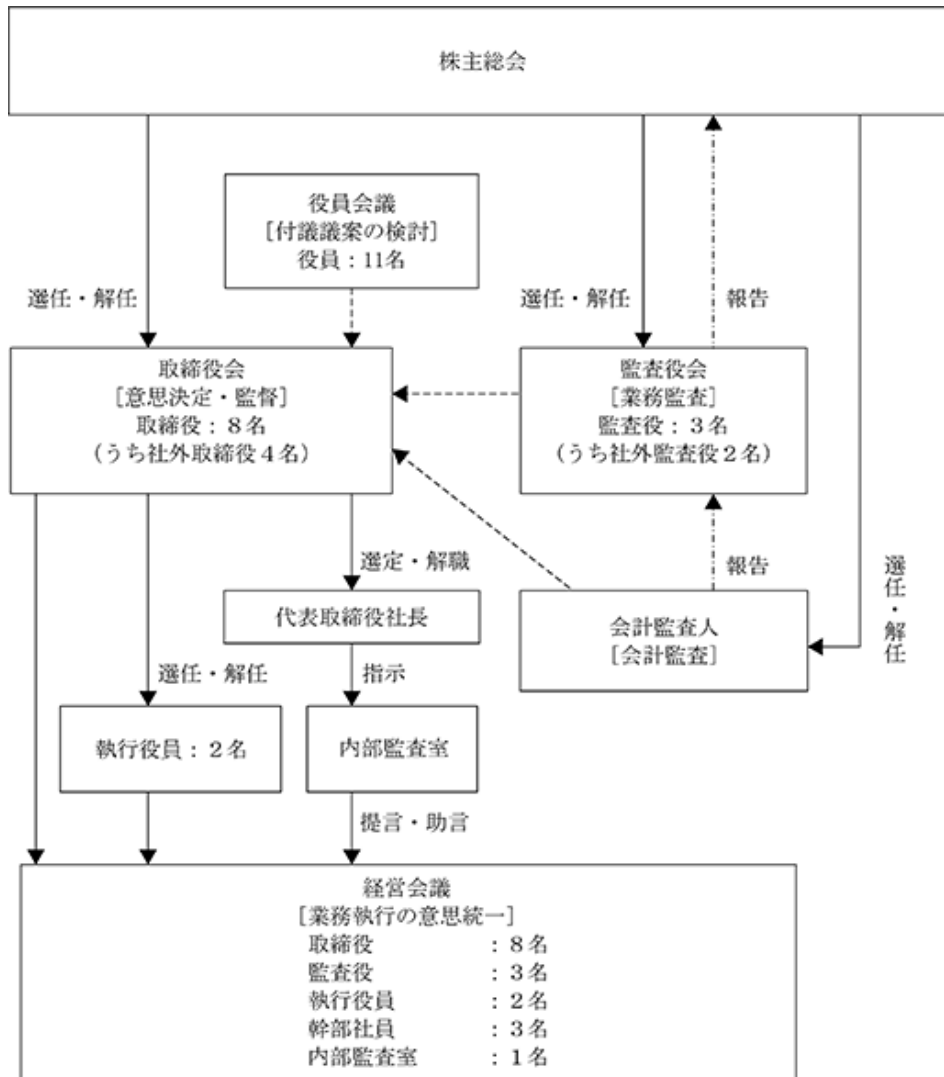 株主総会
役員会議
[付議議案の検討]
役員：11名
選任・解任
選任・解任
報告
取締役会
[意思決定・監督]
取締役：8名
(うち社外取締役4名)
監査役会
[業務監査]
監査役：3名
(うち社外監査役2名)
選定・解職
報告
選任・解任
代表取締役社長
会計監査人
[会計監査]
選任・解任
指示
執行役員：2名
内部監査室
提言・助言
経営会議
[業務執行の意思統一]
取締役：8名
監査役：3名
執行役員：2名
幹部社員：3名
内部監査室：1名